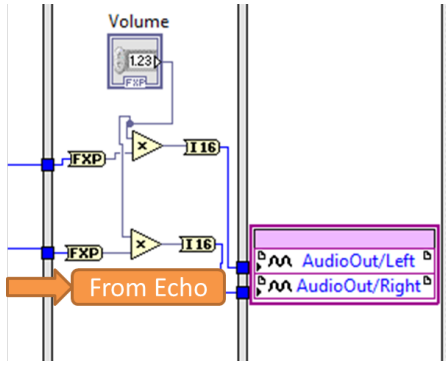 Volume
1.23
FXP
FXP
×
I16
FXP
×
I16
From Echo
AudioOut/Left
AudioOut/Right